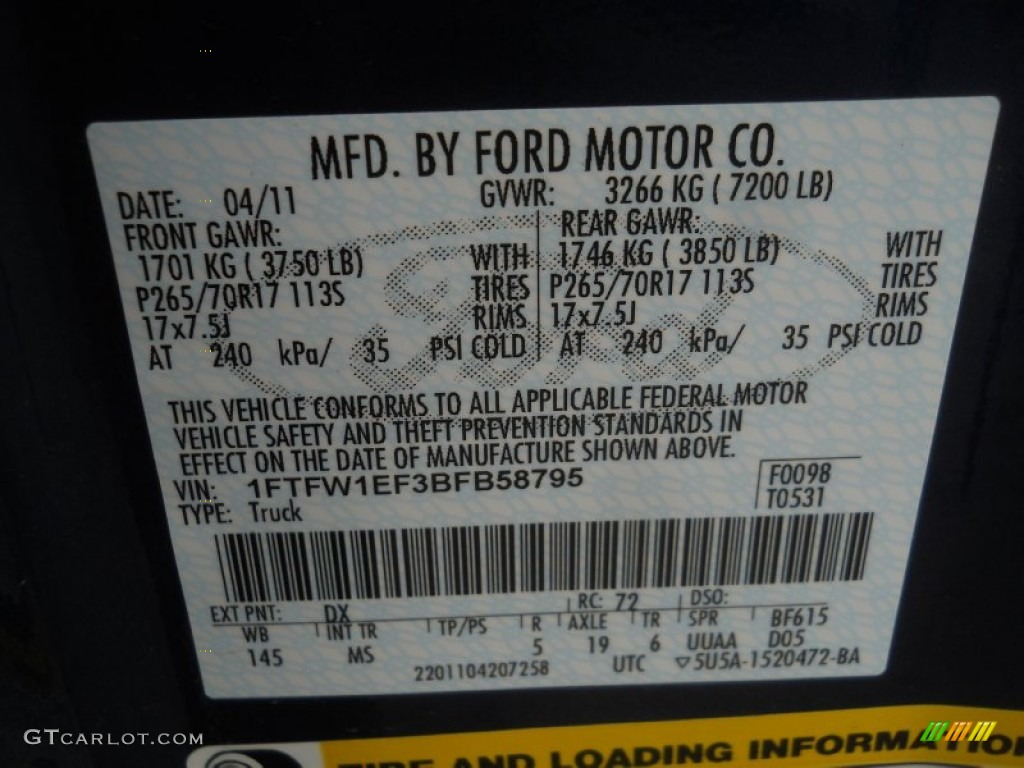 MFD. BY FORD MOTOR CO.
DATE: 04/11 GVWR: 3266 KG ( 7200 LB)
FRONT GAWR: REAR GAWR:
1701 KG ( 3750 LB) WITH 1746 KG ( 3850 LB) WITH
P265/70R17 113S TIRES P265/70R17 113S TIRES
17x7.5J RIMS 17x7.5J RIMS
AT 240 kPa/ 35 PSI COLD AT 240 kPa/ 35 PSI COLD
THIS VEHICLE CONFORMS TO ALL APPLICABLE FEDERAL MOTOR
VEHICLE SAFETY AND THEFT PREVENTION STANDARDS IN
EFFECT ON THE DATE OF MANUFACTURE SHOWN ABOVE.
VIN: 1FTFW1EF3BFB58795 F0098
TYPE: Truck T0531
EXT PNT: DX RC: 72 DSO:
WB INT TR TP/PS R AXLE TR SPR BF615
145 MS 5 19 6 UUAA D05
2201104207258 UTC ▽5U5A-1520472-BA
Ford
GTCARLOT.COM
TIRE AND LOADING INFORMATION